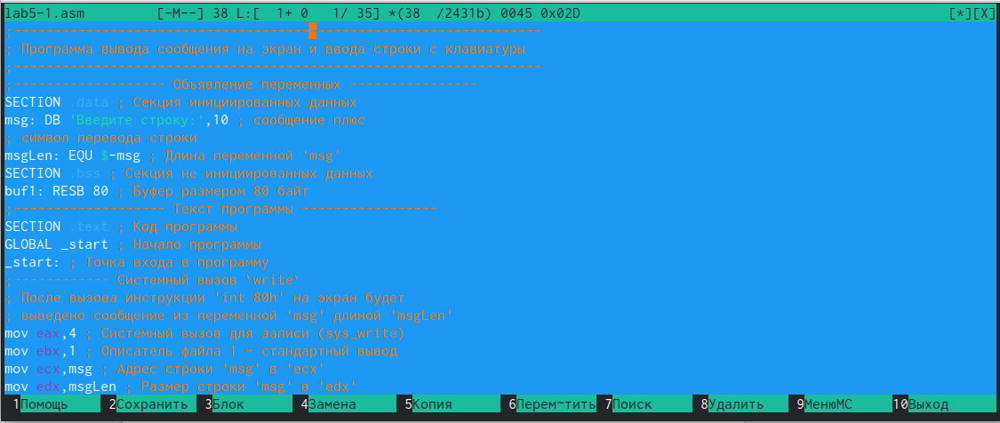 lab5-1.asm [-M--] 38 L:[ 1+ 0 1/ 35] *(38 /2431b) 0045 0x02D [*][X]
;------------------------------------------------------------------
; Программа вывода сообщения на экран и ввода строки с клавиатуры
;------------------------------------------------------------------
;------------------- Объявление переменных ----------------
SECTION .data ; Секция инициированных данных
msg: DB 'Введите строку:',10 ; сообщение плюс
; символ перевода строки
msgLen: EQU $-msg ; Длина переменной 'msg'
SECTION .bss ; Секция не инициированных данных
buf1: RESB 80 ; Буфер размером 80 байт
;------------------- Текст программы -----------------
SECTION .text ; Код программы
GLOBAL _start ; Начало программы
_start: ; Точка входа в программу
;------------ Системный вызов `write`
; После вызова инструкции 'int 80h' на экран будет
; выведено сообщение из переменной 'msg' длиной 'msgLen'
mov eax,4 ; Системный вызов для записи (sys_write)
mov ebx,1 ; Описатель файла 1 - стандартный вывод
mov ecx,msg ; Адрес строки 'msg' в 'ecx'
mov edx,msgLen ; Размер строки 'msg' в 'edx'
1Помощь 2Сохранить 3Блок 4Замена 5Копия 6Перем~тить 7Поиск 8Удалить 9МенюMC 10Выход